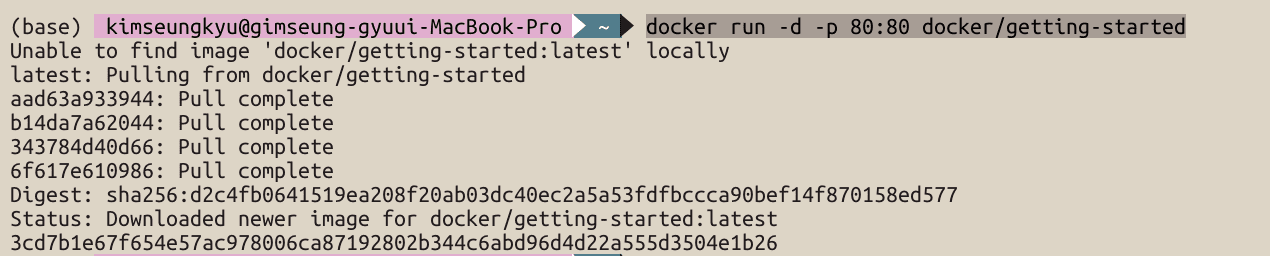 (base) kimseungkyu@gimseung-gyuui-MacBook-Pro ~ docker run -d -p 80:80 docker/getting-started
Unable to find image 'docker/getting-started:latest' locally
latest: Pulling from docker/getting-started
aad63a933944: Pull complete
b14da7a62044: Pull complete
343784d40d66: Pull complete
6f617e610986: Pull complete
Digest: sha256:d2c4fb0641519ea208f20ab03dc40ec2a5a53fdfbccca90bef14f870158ed577
Status: Downloaded newer image for docker/getting-started:latest
3cd7b1e67f654e57ac978006ca87192802b344c6abd96d4d22a555d3504e1b26